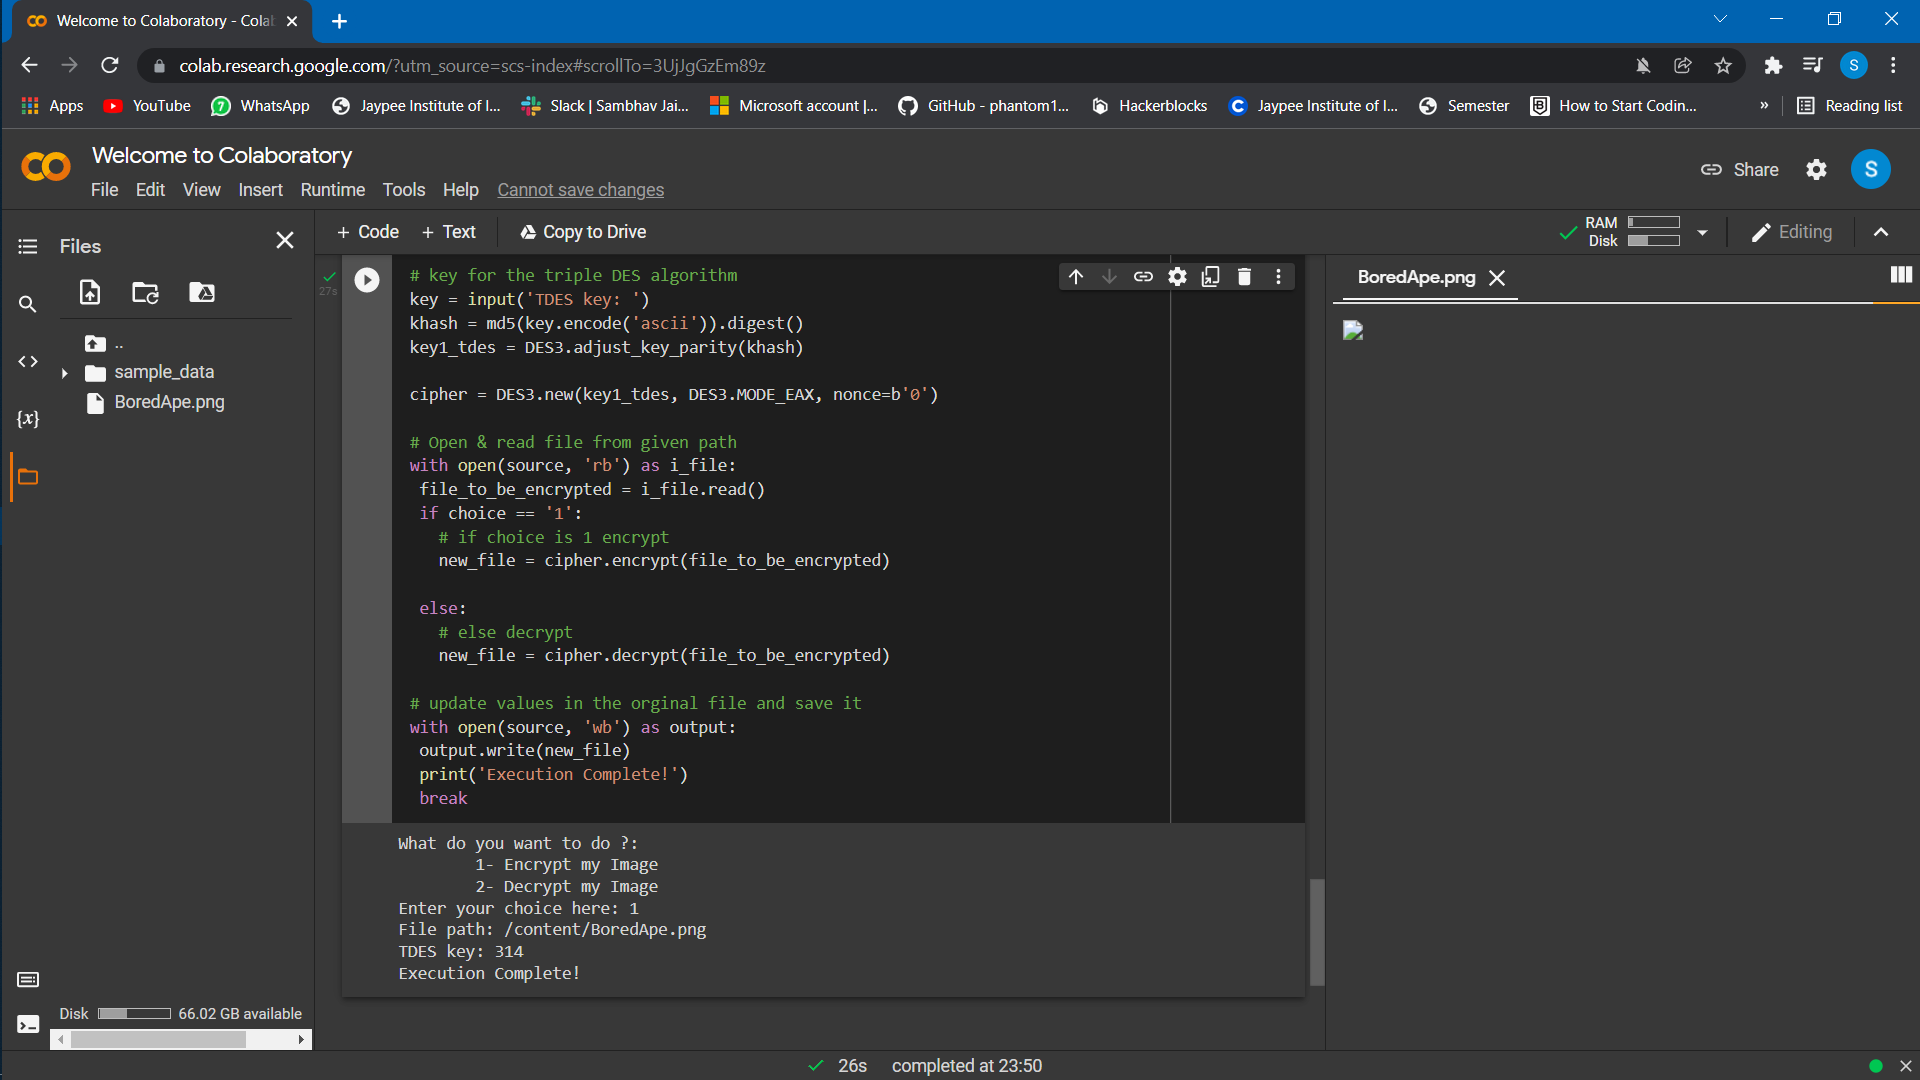 Welcome to Colaboratory - Cola
colab.research.google.com/?utm_source=scs-index#scrollTo=3UjJgGzEm89z
S
Apps YouTube WhatsApp Jaypee Institute of I... Slack | Sambhav Jai... Microsoft account |... GitHub - phantom1... Hackerblocks Jaypee Institute of I... Semester How to Start Codin... » Reading list
Welcome to Colaboratory
File Edit View Insert Runtime Tools Help Cannot save changes
Share
S
Files
+ Code + Text Copy to Drive
RAM
Disk
Editing
..
sample_data
BoredApe.png
{x}
27s
# key for the triple DES algorithm
key = input('TDES key: ')
khash = md5(key.encode('ascii')).digest()
key1_tdes = DES3.adjust_key_parity(khash)
cipher = DES3.new(key1_tdes, DES3.MODE_EAX, nonce=b'0')
# Open & read file from given path
with open(source, 'rb') as i_file:
file_to_be_encrypted = i_file.read()
if choice == '1':
# if choice is 1 encrypt
new_file = cipher.encrypt(file_to_be_encrypted)
else:
# else decrypt
new_file = cipher.decrypt(file_to_be_encrypted)
# update values in the orginal file and save it
with open(source, 'wb') as output:
output.write(new_file)
print('Execution Complete!')
break
What do you want to do ?:
1- Encrypt my Image
2- Decrypt my Image
Enter your choice here: 1
File path: /content/BoredApe.png
TDES key: 314
Execution Complete!
BoredApe.png
Disk 66.02 GB available
26s completed at 23:50